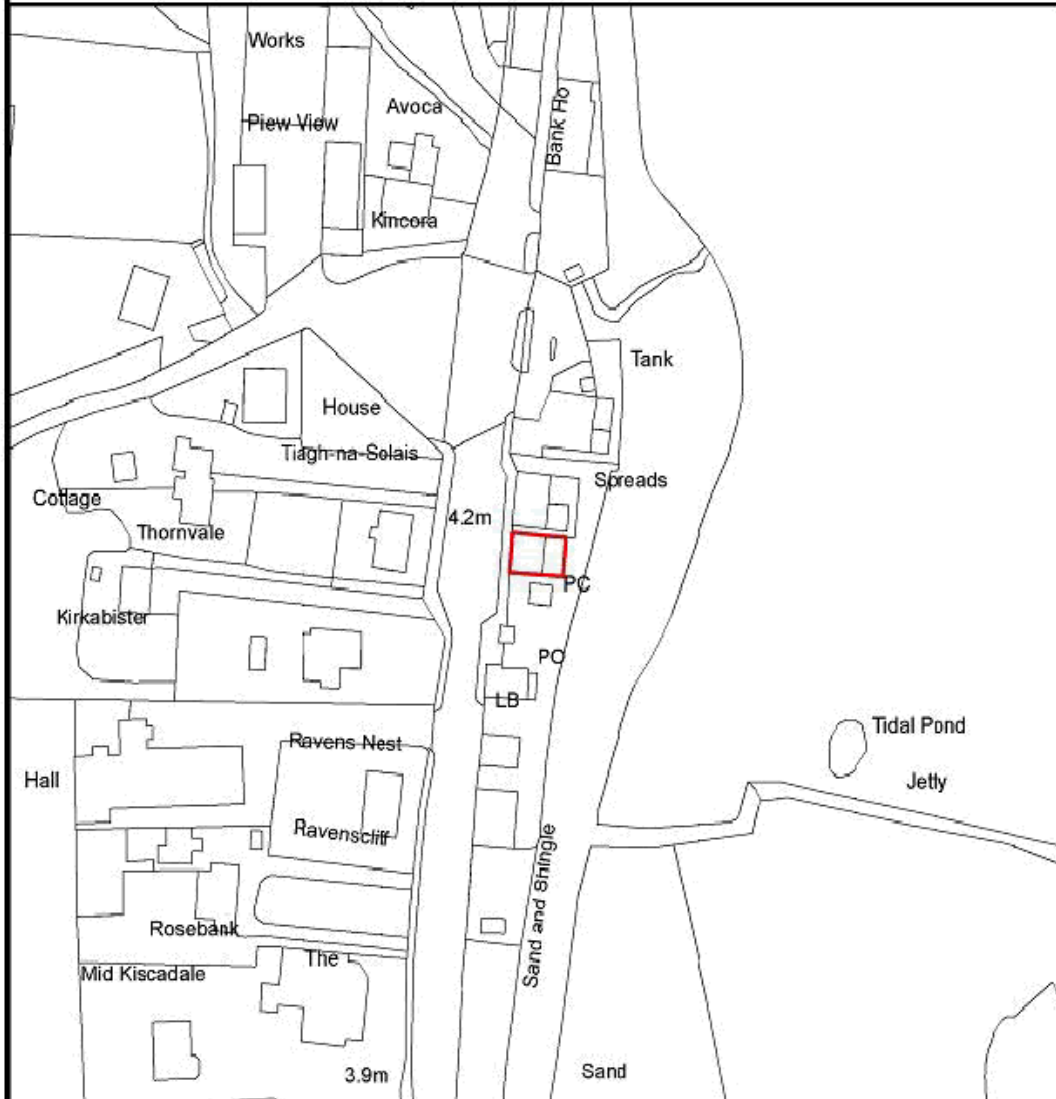 Works
Avoca
Piew View
Bank Ho
Kincora
Tank
House
Tiagh-na-Solais
Spreads
Cottage
4.2m
Thornvale
PC
Kirkabister
PO
LB
Tidal Pond
Ravens Nest
Hall
Jetty
Ravenscliff
Sand and Shingle
Rosebank
The
Mid Kiscadale
3.9m
Sand